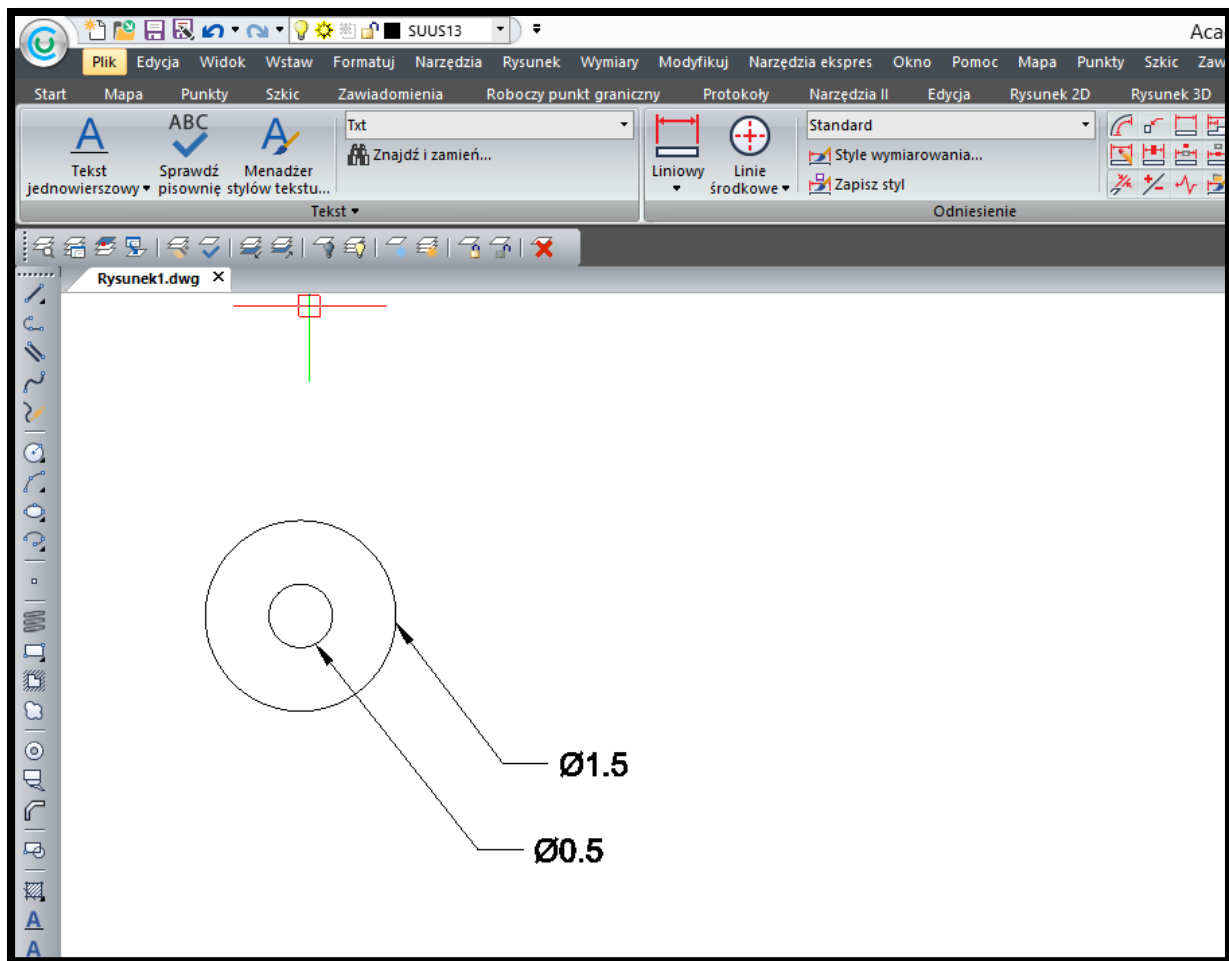 SUUS13
Aca
Plik Edycja Widok Wstaw Formatuj Narzędzia Rysunek Wymiary Modyfikuj Narzędzia ekspres Okno Pomoc Mapa Punkty Szkic Zaw
Start Mapa Punkty Szkic Zawiadomienia Roboczy punkt graniczny Protokoły Narzędzia II Edycja Rysunek 2D Rysunek 3D
A Tekst jednowierszowy
ABC Sprawdź pisownię
A Menadżer stylów tekstu...
Txt
Znajdź i zamień...
Tekst
Liniowy
Linie środkowe
Standard
Style wymiarowania...
Zapisz styl
Odniesienie
Rysunek1.dwg
Ø1.5
Ø0.5
A
A